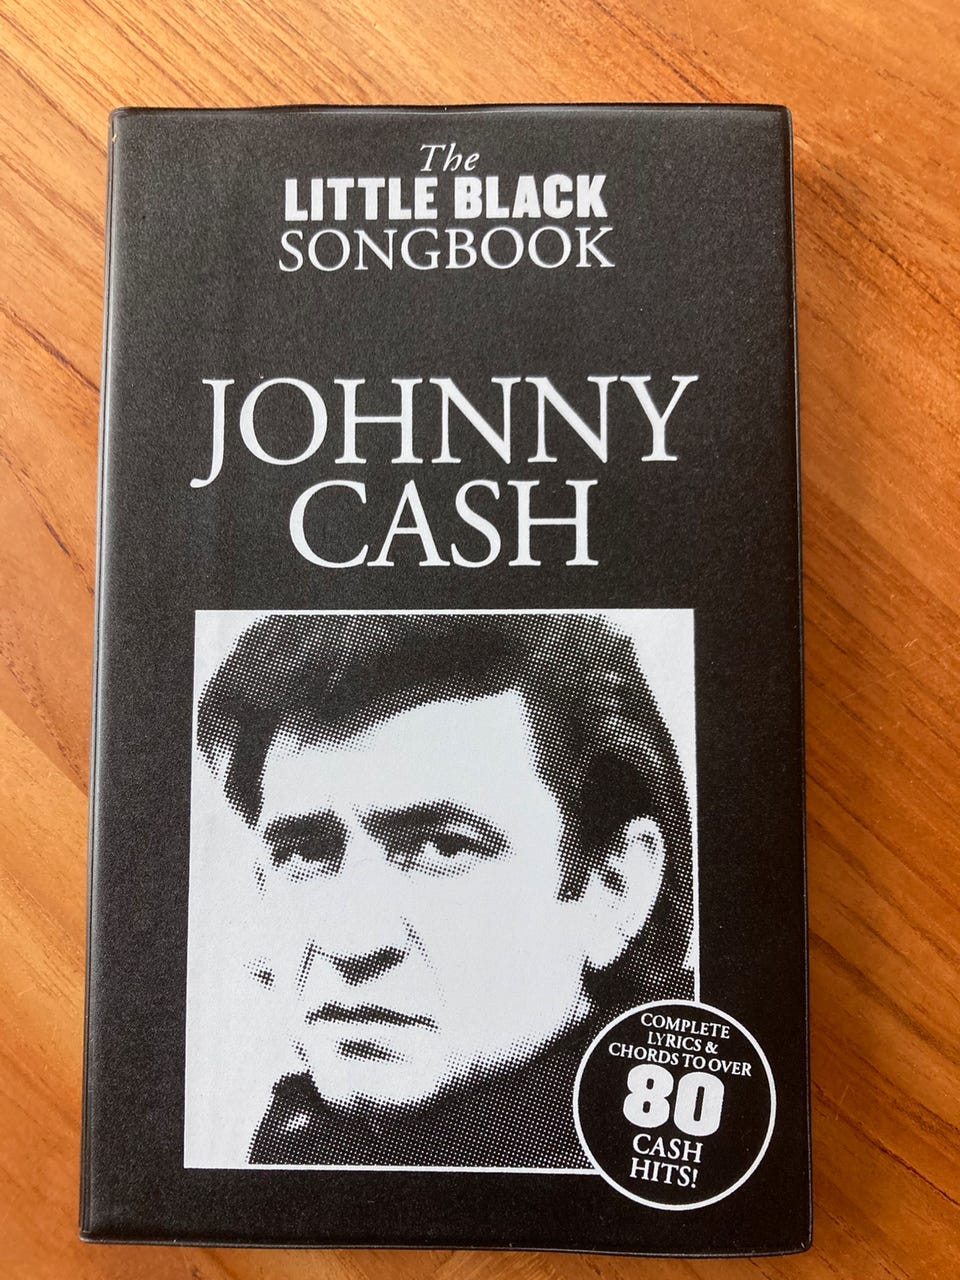 The
LITTLE BLACK
SONGBOOK
JOHNNY
CASH
COMPLETE
LYRICS &
CHORDS TO OVER
80
CASH
HITS!